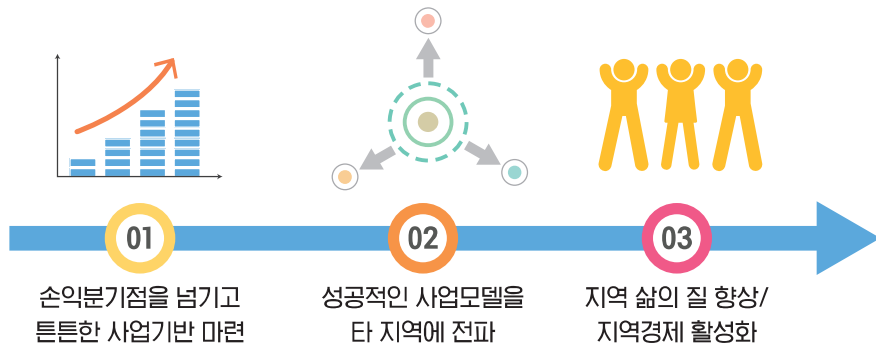 01
02
03
손익분기점을 넘기고
튼튼한 사업기반 마련
성공적인 사업모델을
타 지역에 전파
지역 삶의 질 향상/
지역경제 활성화